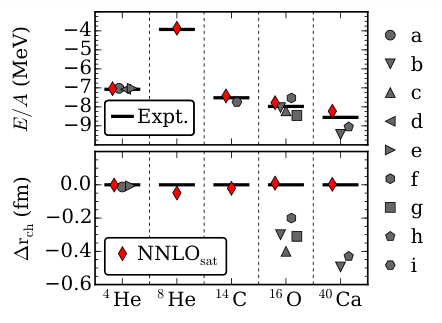 E/A (MeV)
−4
−5
−6
−7
−8
−9
Expt.
Δr_ch (fm)
0.0
−0.2
−0.4
−0.6
NNLO_sat
⁴He ⁸He ¹⁴C ¹⁶O ⁴⁰Ca
a
b
c
d
e
f
g
h
i